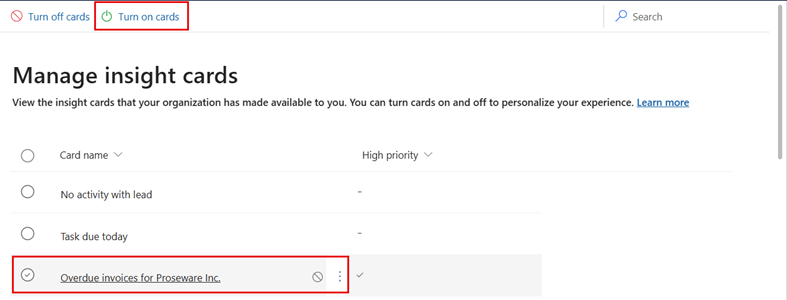 Turn off cards Turn on cards Search
Manage insight cards
View the insight cards that your organization has made available to you. You can turn cards on and off to personalize your experience. Learn more
Card name High priority
No activity with lead -
Task due today -
Overdue invoices for Proseware Inc.